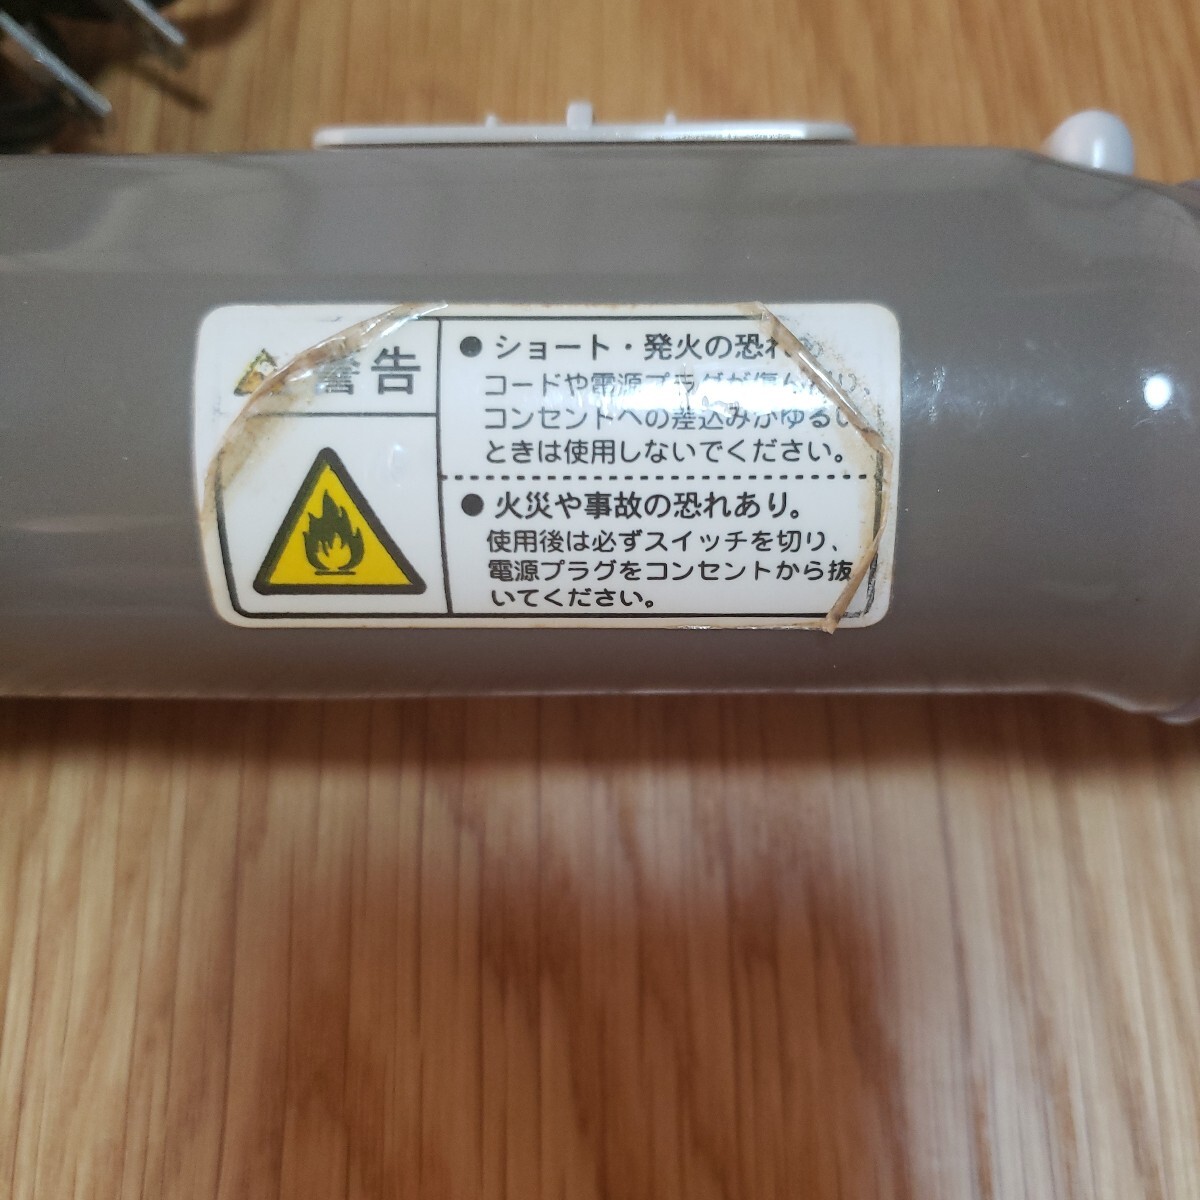 警告
●ショート・発火の恐れ
コードや電源プラグが傷んだり、
コンセントへの差込みがゆるい
ときは使用しないでください。
●火災や事故の恐れあり。
使用後は必ずスイッチを切り、
電源プラグをコンセントから抜
いてください。